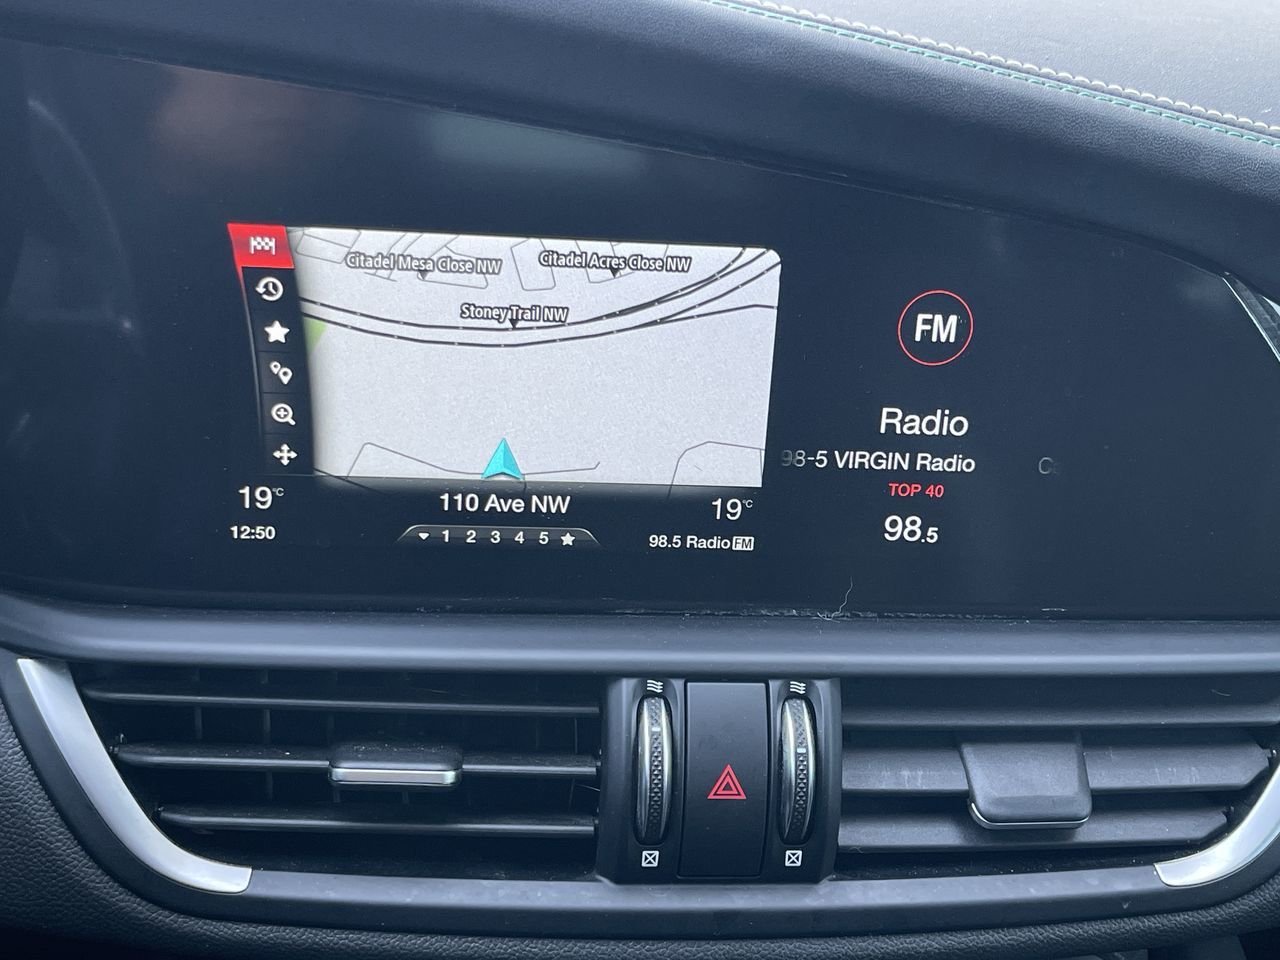 Citadel Mesa Close NW
Citadel Acres Close NW
Stoney Trail NW
19°C
12:50
110 Ave NW
1 2 3 4 5
19°C
98.5 Radio FM
FM
Radio
98-5 VIRGIN Radio
TOP 40
98.5